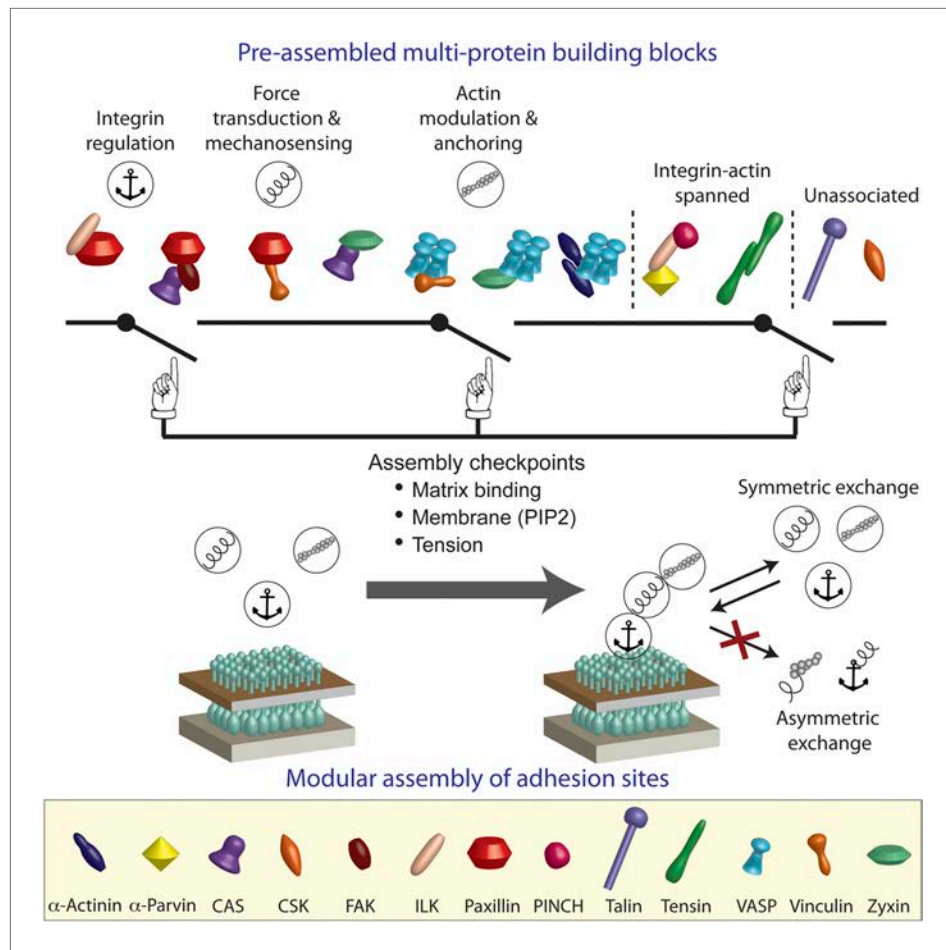 Pre-assembled multi-protein building blocks
Integrin
regulation
Force
transduction &
mechanosensing
Actin
modulation &
anchoring
Integrin-actin
spanned
Unassociated
Assembly checkpoints
• Matrix binding
• Membrane (PIP2)
• Tension
Symmetric exchange
Asymmetric
exchange
Modular assembly of adhesion sites
α-Actinin α-Parvin CAS CSK FAK ILK Paxillin PINCH Talin Tensin VASP Vinculin Zyxin